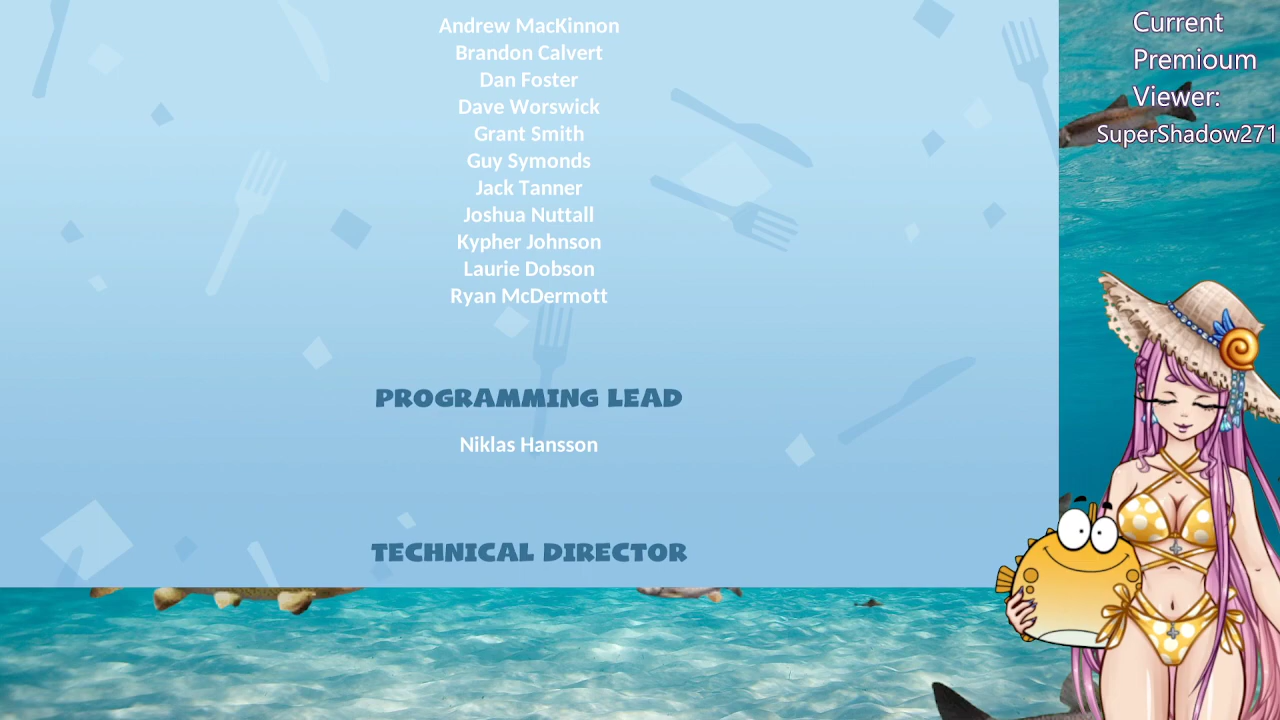 Andrew MacKinnon
Brandon Calvert
Dan Foster
Dave Worswick
Grant Smith
Guy Symonds
Jack Tanner
Joshua Nuttall
Kypher Johnson
Laurie Dobson
Ryan McDermott
PROGRAMMING LEAD
Niklas Hansson
TECHNICAL DIRECTOR
Current
Premioum
Viewer:
SuperShadow271